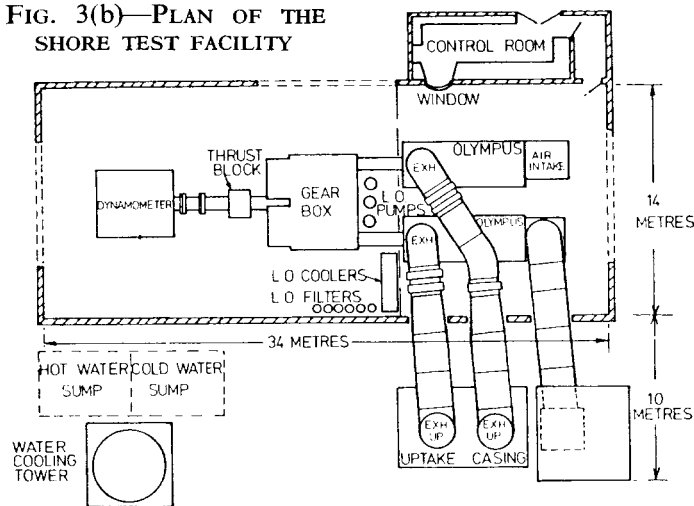 FIG. 3(b)—PLAN OF THE
SHORE TEST FACILITY
CONTROL ROOM
WINDOW
THRUST
BLOCK
DYNAMOMETER
GEAR
BOX
L O
PUMPS
EXH
OLYMPUS
AIR
INTAKE
EXH
OLYMPUS
14
METRES
L O COOLERS
L O FILTERS
34 METRES
HOT WATER
SUMP
COLD WATER
SUMP
10
METRES
WATER
COOLING
TOWER
EXH
UP
EXH
UP
UPTAKE CASING